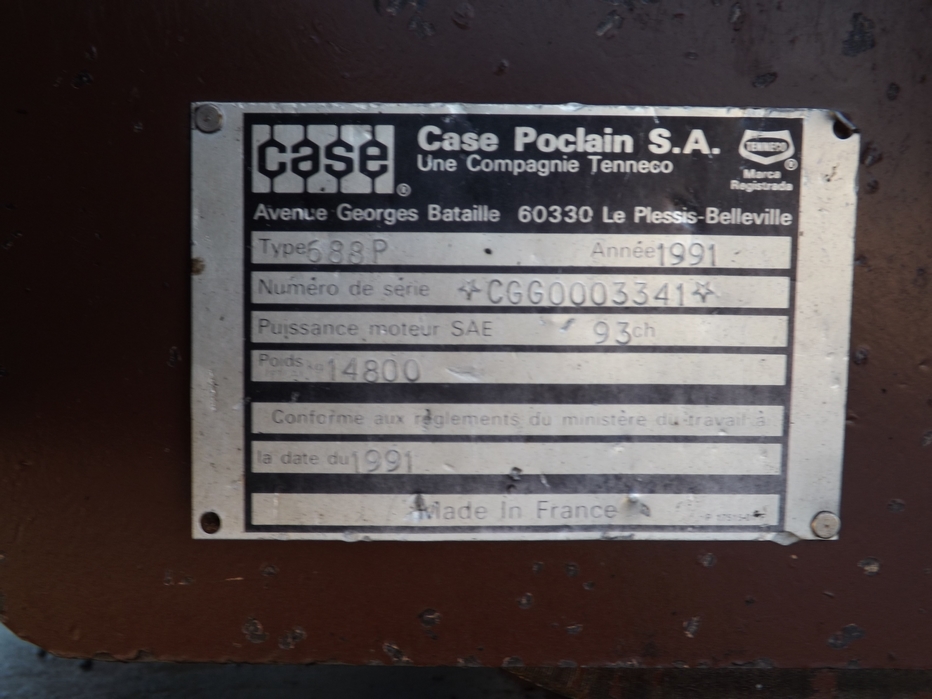 case®
Case Poclain S.A.
Une Compagnie Tenneco
TENNECO®
Marca
Registrada
Avenue Georges Bataille 60330 Le Plessis-Belleville
Type 688P Année 1991
Numéro de série ☆CGG0003341☆
Puissance moteur SAE 93 ch
Poids 14800
Conforme aux règlements du ministère du travail à
la date du 1991
Made In France